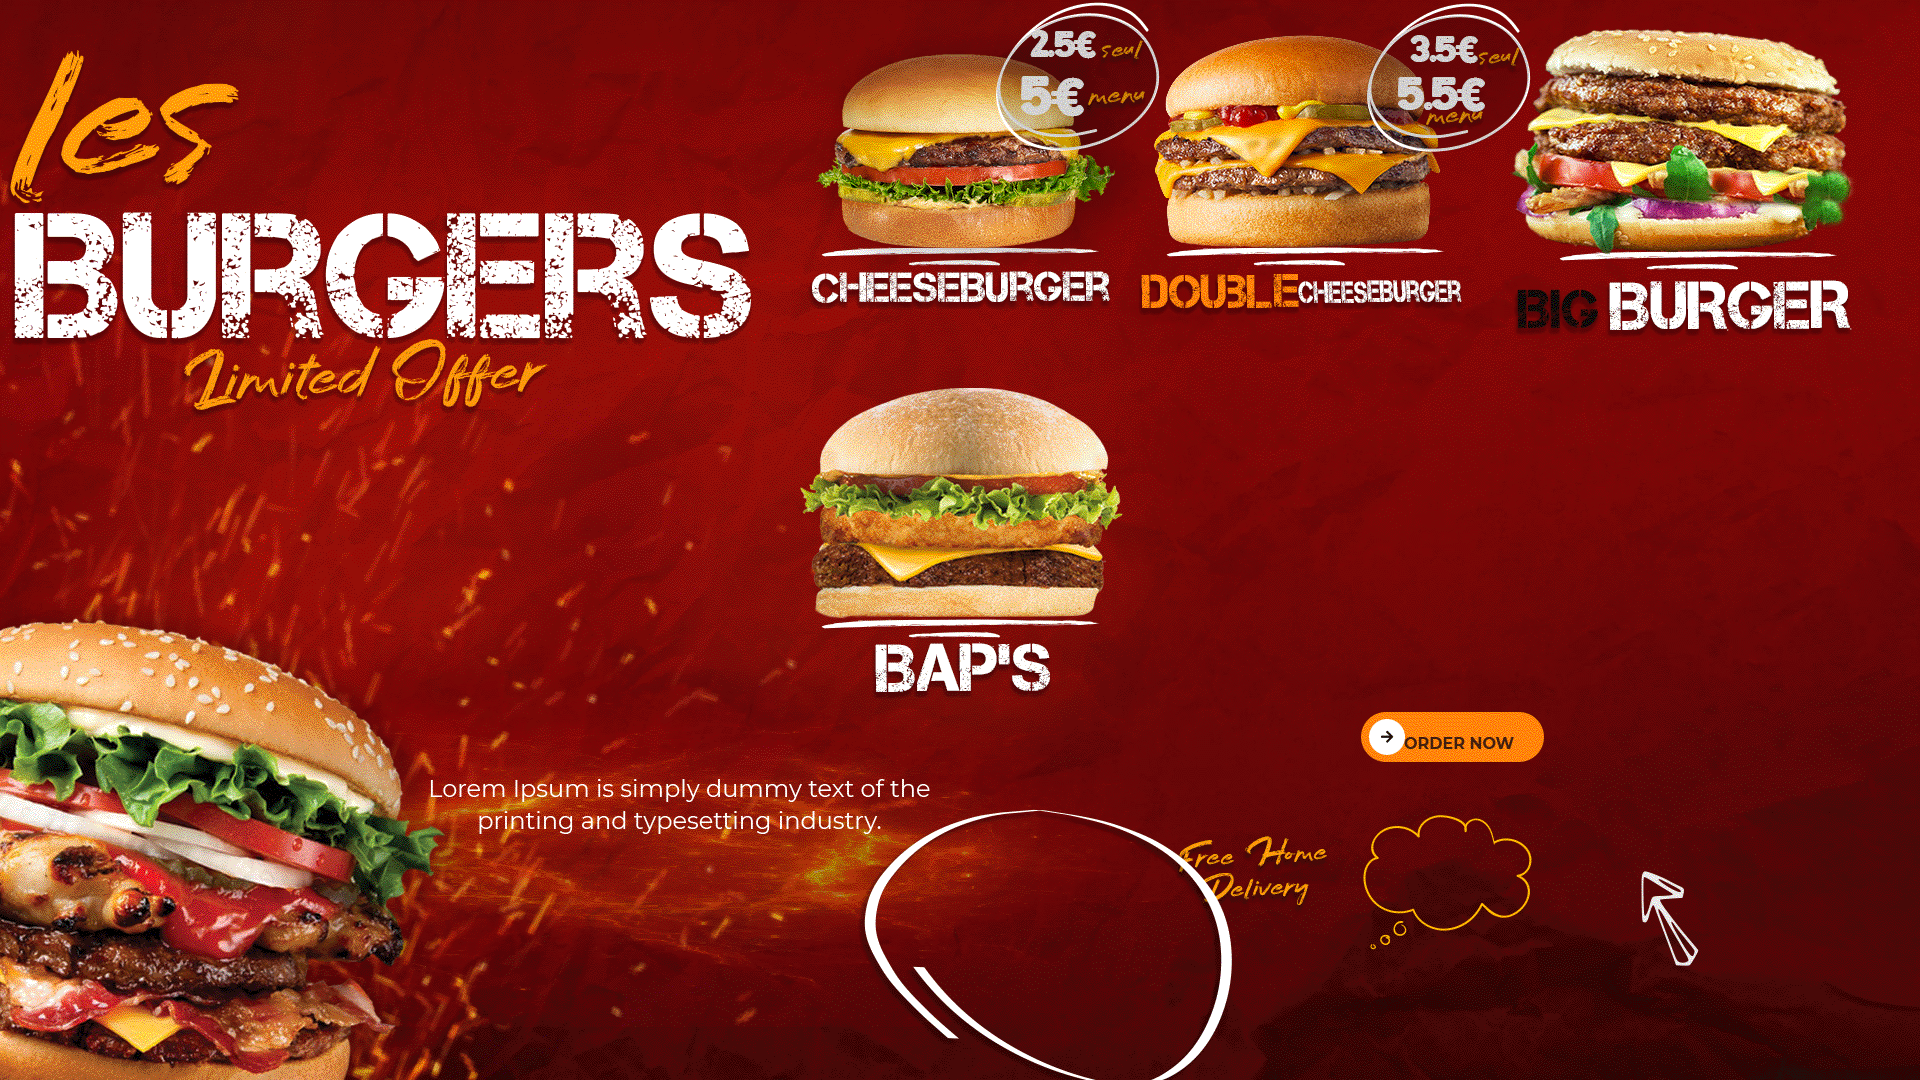 les
BURGERS
Limited Offer
2.5€ seul
5€ menu
CHEESEBURGER
3.5€ seul
5.5€
menu
DOUBLE CHEESEBURGER
BIG BURGER
BAP'S
ORDER NOW
Lorem Ipsum is simply dummy text of the
printing and typesetting industry.
Free Home
Delivery